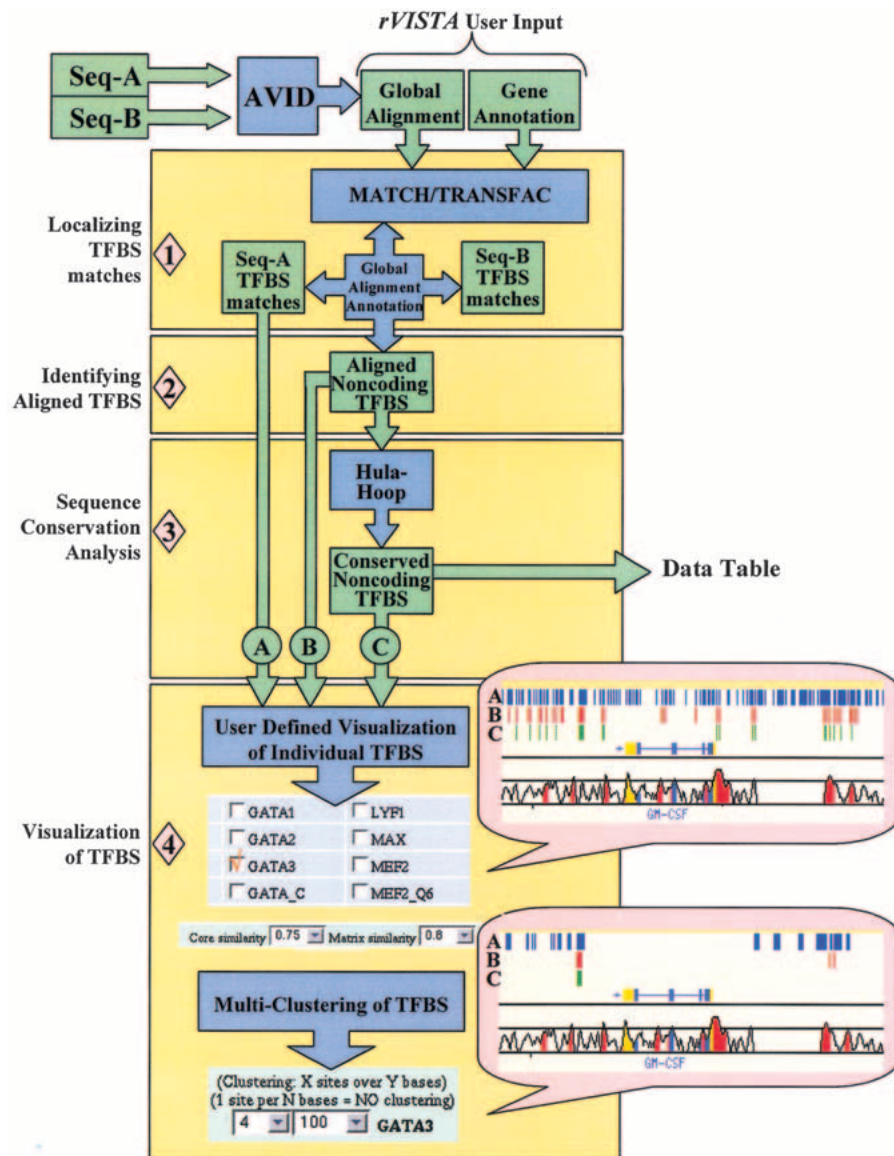 rVISTA User Input
Seq-A
Seq-B
AVID
Global
Alignment
Gene
Annotation
MATCH/TRANSFAC
Localizing
TFBS
matches
1
Seq-A
TFBS
matches
Global
Alignment
Annotation
Seq-B
TFBS
matches
Identifying
Aligned TFBS
2
Aligned
Noncoding
TFBS
Hula-
Hoop
Sequence
Conservation
Analysis
3
Conserved
Noncoding
TFBS
Data Table
A
B
C
User Defined Visualization
of Individual TFBS
A
B
C
GM-CSF
Visualization
of TFBS
4
GATA1
LYF1
GATA2
MAX
GATA3
MEF2
GATA_C
MEF2_Q6
Core similarity 0.75 Matrix similarity 0.8
Multi-Clustering of TFBS
A
B
C
GM-CSF
(Clustering: X sites over Y bases)
(1 site per N bases = NO clustering)
4 100 GATA3